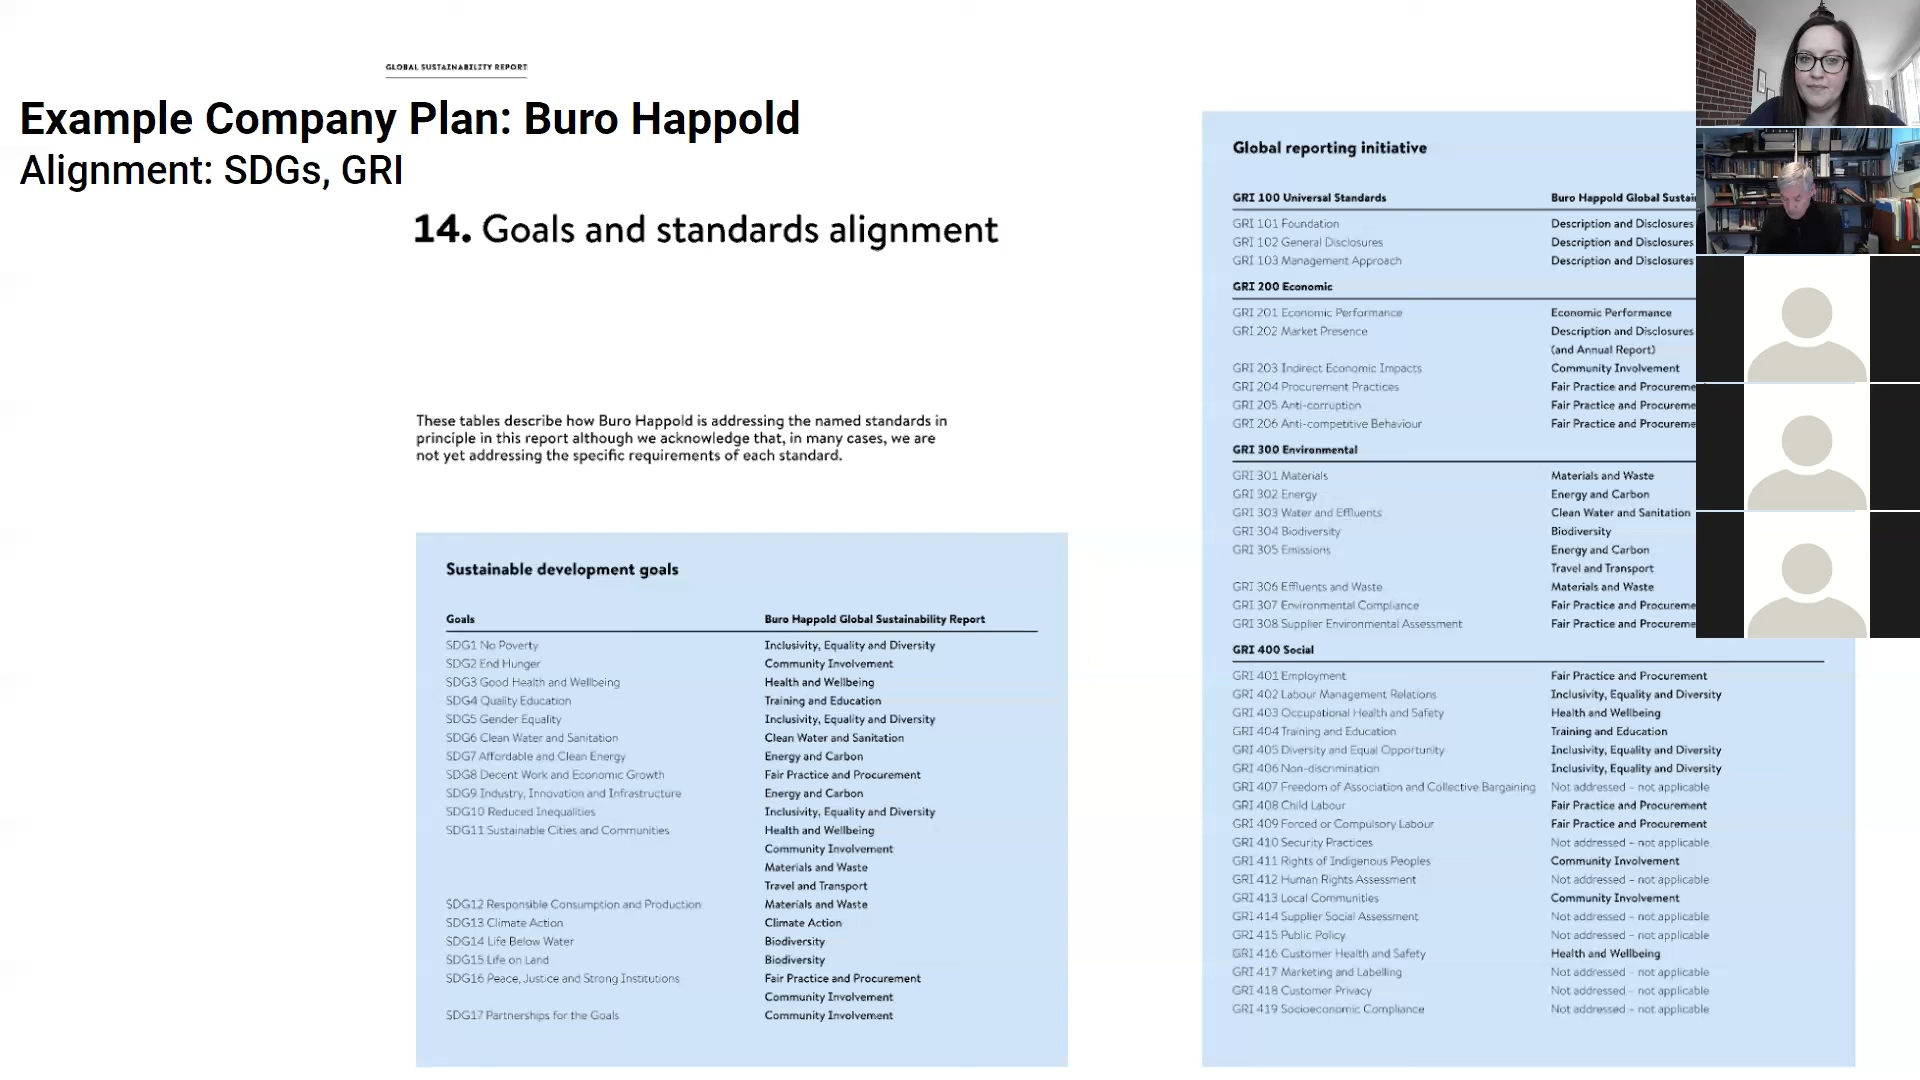 GLOBAL SUSTAINABILITY REPORT
Example Company Plan: Buro Happold
Alignment: SDGs, GRI
14. Goals and standards alignment
These tables describe how Buro Happold is addressing the named standards in
principle in this report although we acknowledge that, in many cases, we are
not yet addressing the specific requirements of each standard.
Sustainable development goals
Goals Buro Happold Global Sustainability Report
SDG1 No Poverty Inclusivity, Equality and Diversity
SDG2 End Hunger Community Involvement
SDG3 Good Health and Wellbeing Health and Wellbeing
SDG4 Quality Education Training and Education
SDG5 Gender Equality Inclusivity, Equality and Diversity
SDG6 Clean Water and Sanitation Clean Water and Sanitation
SDG7 Affordable and Clean Energy Energy and Carbon
SDG8 Decent Work and Economic Growth Fair Practice and Procurement
SDG9 Industry, Innovation and Infrastructure Energy and Carbon
SDG10 Reduced Inequalities Inclusivity, Equality and Diversity
SDG11 Sustainable Cities and Communities Health and Wellbeing
Community Involvement
Materials and Waste
Travel and Transport
SDG12 Responsible Consumption and Production Materials and Waste
SDG13 Climate Action Climate Action
SDG14 Life Below Water Biodiversity
SDG15 Life on Land Biodiversity
SDG16 Peace, Justice and Strong Institutions Fair Practice and Procurement
Community Involvement
SDG17 Partnerships for the Goals Community Involvement
Global reporting initiative
GRI 100 Universal Standards Buro Happold Global
GRI 101 Foundation Description and Disclosures
GRI 102 General Disclosures Description and Disclosures
GRI 103 Management Approach Description and Disclosures
GRI 200 Economic
GRI 201 Economic Performance Economic Performance
GRI 202 Market Presence Description and Disclosures
(and Annual Report)
GRI 203 Indirect Economic Impacts Community Involvement
GRI 204 Procurement Practices Fair Practice and
GRI 205 Anti-corruption Fair Practice and
GRI 206 Anti-competitive Behaviour Fair Practice and
GRI 300 Environmental
GRI 301 Materials Materials and Waste
GRI 302 Energy Energy and Carbon
GRI 303 Water and Effluents Clean Water and Sanitation
GRI 304 Biodiversity Biodiversity
GRI 305 Emissions Energy and Carbon
Travel and Transport
GRI 306 Effluents and Waste Materials and Waste
GRI 307 Environmental Compliance Fair Practice and
GRI 308 Supplier Environmental Assessment Fair Practice and
GRI 400 Social
GRI 401 Employment Fair Practice and Procurement
GRI 402 Labour Management Relations Inclusivity, Equality and Diversity
GRI 403 Occupational Health and Safety Health and Wellbeing
GRI 404 Training and Education Training and Education
GRI 405 Diversity and Equal Opportunity Inclusivity, Equality and Diversity
GRI 406 Non-discrimination Inclusivity, Equality and Diversity
GRI 407 Freedom of Association and Collective Bargaining Not addressed – not applicable
GRI 408 Child Labour Fair Practice and Procurement
GRI 409 Forced or Compulsory Labour Fair Practice and Procurement
GRI 410 Security Practices Not addressed – not applicable
GRI 411 Rights of Indigenous Peoples Community Involvement
GRI 412 Human Rights Assessment Not addressed – not applicable
GRI 413 Local Communities Community Involvement
GRI 414 Supplier Social Assessment Not addressed – not applicable
GRI 415 Public Policy Not addressed – not applicable
GRI 416 Customer Health and Safety Health and Wellbeing
GRI 417 Marketing and Labelling Not addressed – not applicable
GRI 418 Customer Privacy Not addressed – not applicable
GRI 419 Socioeconomic Compliance Not addressed – not applicable